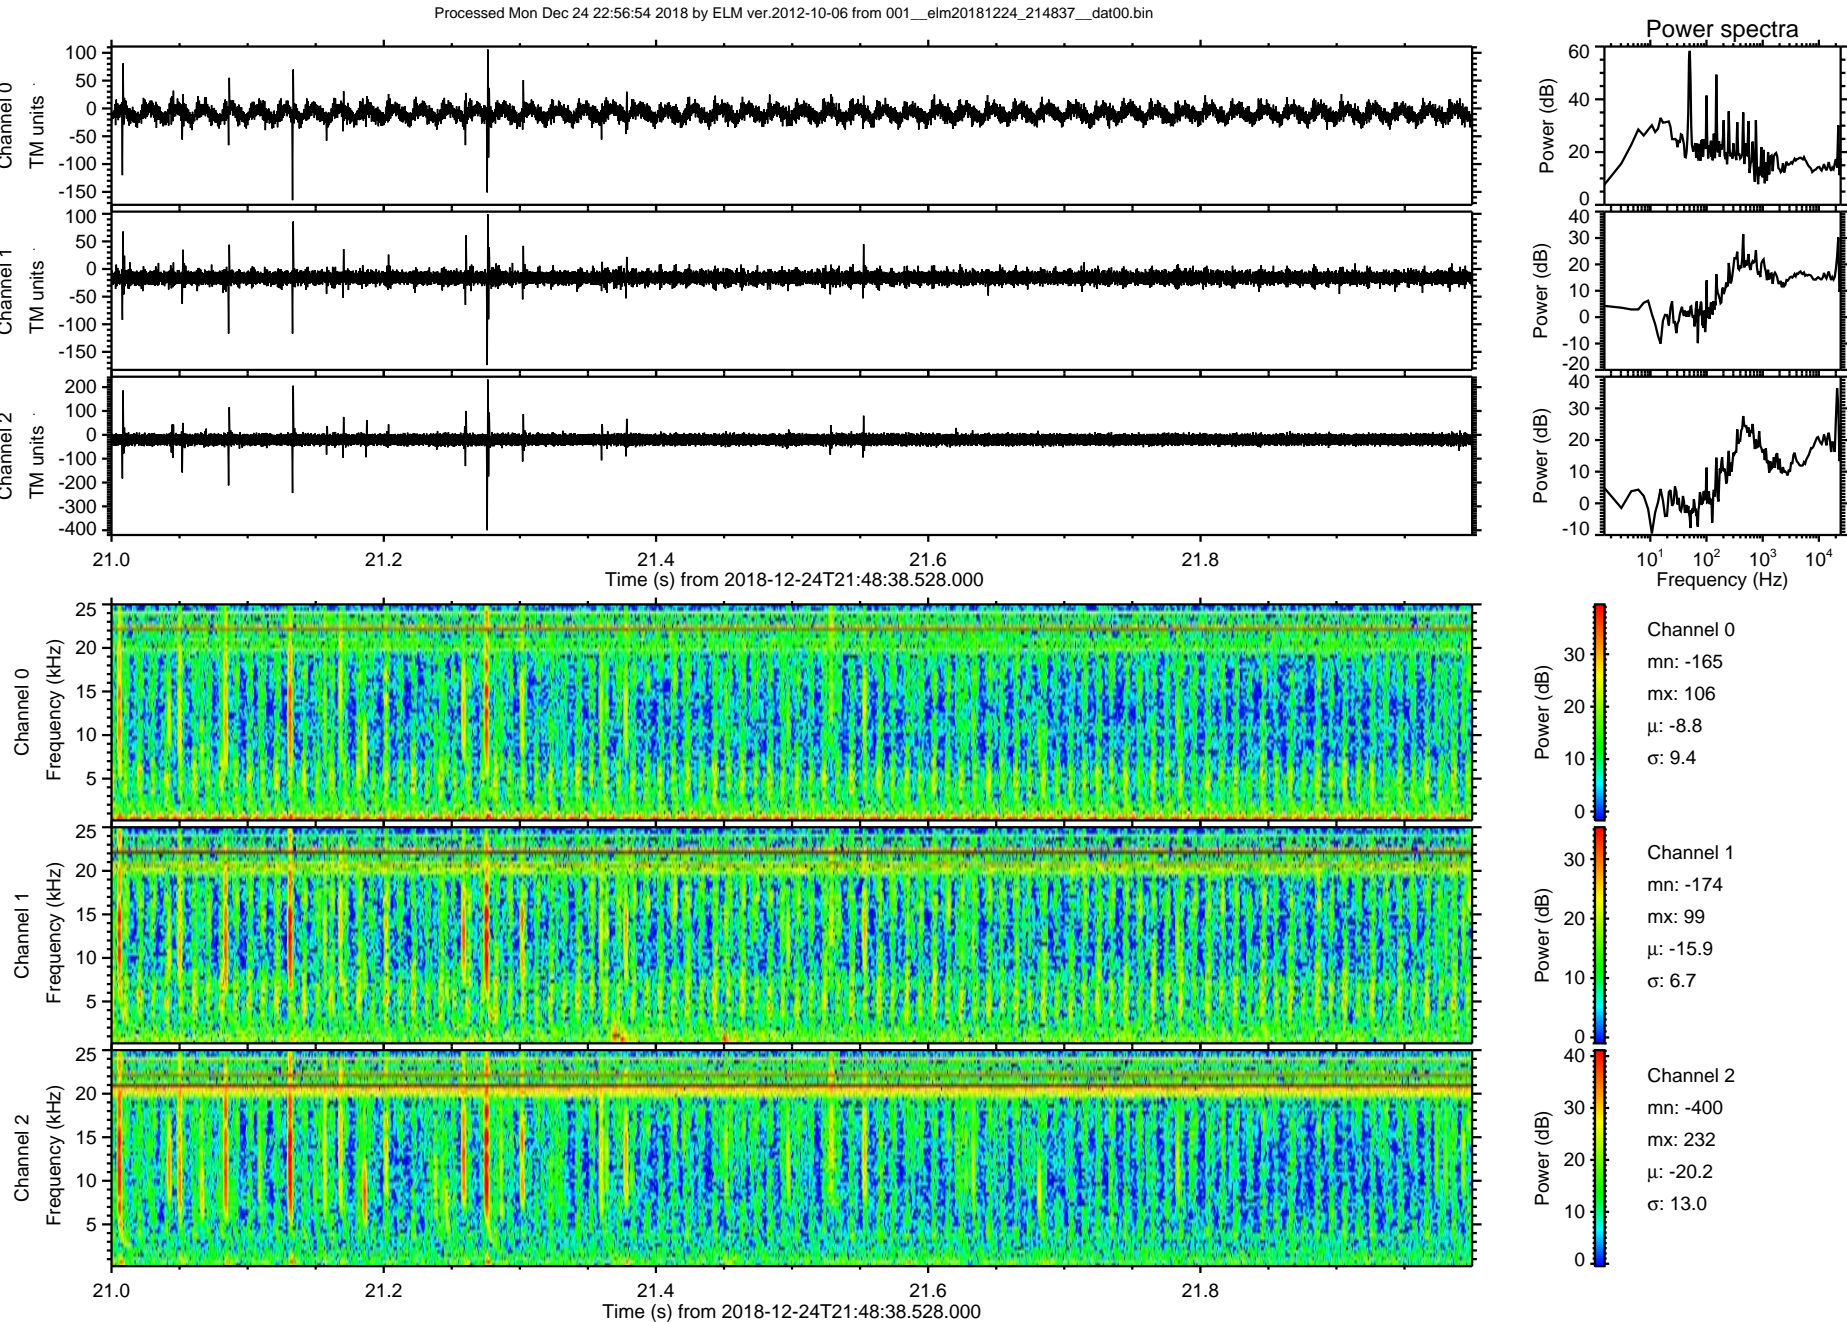 Processed Mon Dec 24 22:56:54 2018 by ELM ver.2012-10-06 from 001__elm20181224_214837__dat00.bin
Power spectra
Channel 0
TM units
100
50
0
-50
-100
-150
Power (dB)
60
40
20
0
Channel 1
TM units
100
50
0
-50
-100
-150
Power (dB)
40
30
20
10
0
-10
-20
Channel 2
TM units
200
100
0
-100
-200
-300
-400
Power (dB)
40
30
20
10
0
-10
21.0 21.2 21.4 21.6 21.8
Time (s) from 2018-12-24T21:48:38.528.000
10¹ 10² 10³ 10⁴
Frequency (Hz)
Channel 0
Frequency (kHz)
25
20
15
10
5
Power (dB)
30
20
10
0
Channel 0
mn: -165
mx: 106
μ: -8.8
σ: 9.4
Channel 1
Frequency (kHz)
25
20
15
10
5
Power (dB)
30
20
10
0
Channel 1
mn: -174
mx: 99
μ: -15.9
σ: 6.7
Channel 2
Frequency (kHz)
25
20
15
10
5
Power (dB)
40
30
20
10
0
Channel 2
mn: -400
mx: 232
μ: -20.2
σ: 13.0
21.0 21.2 21.4 21.6 21.8
Time (s) from 2018-12-24T21:48:38.528.000